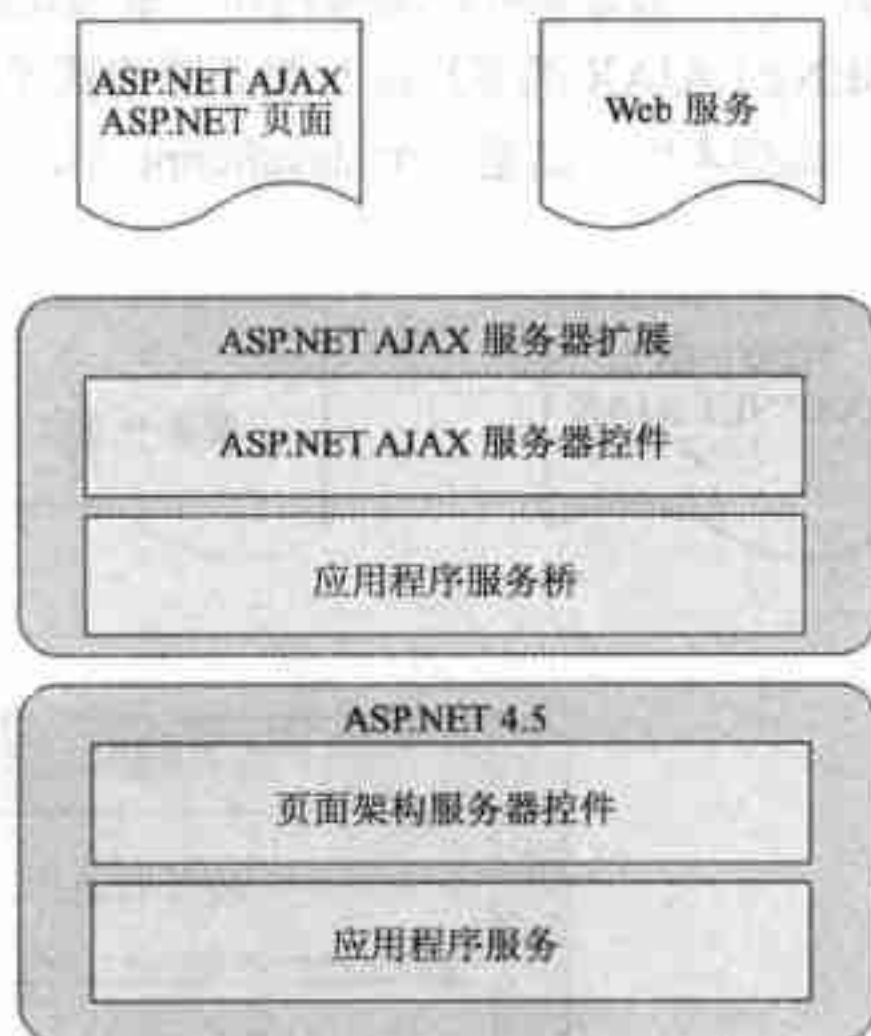 ASP.NET AJAX
ASP.NET 页面
Web 服务
ASP.NET AJAX 服务器扩展
ASP.NET AJAX 服务器控件
应用程序服务桥
ASP.NET 4.5
页面架构服务器控件
应用程序服务